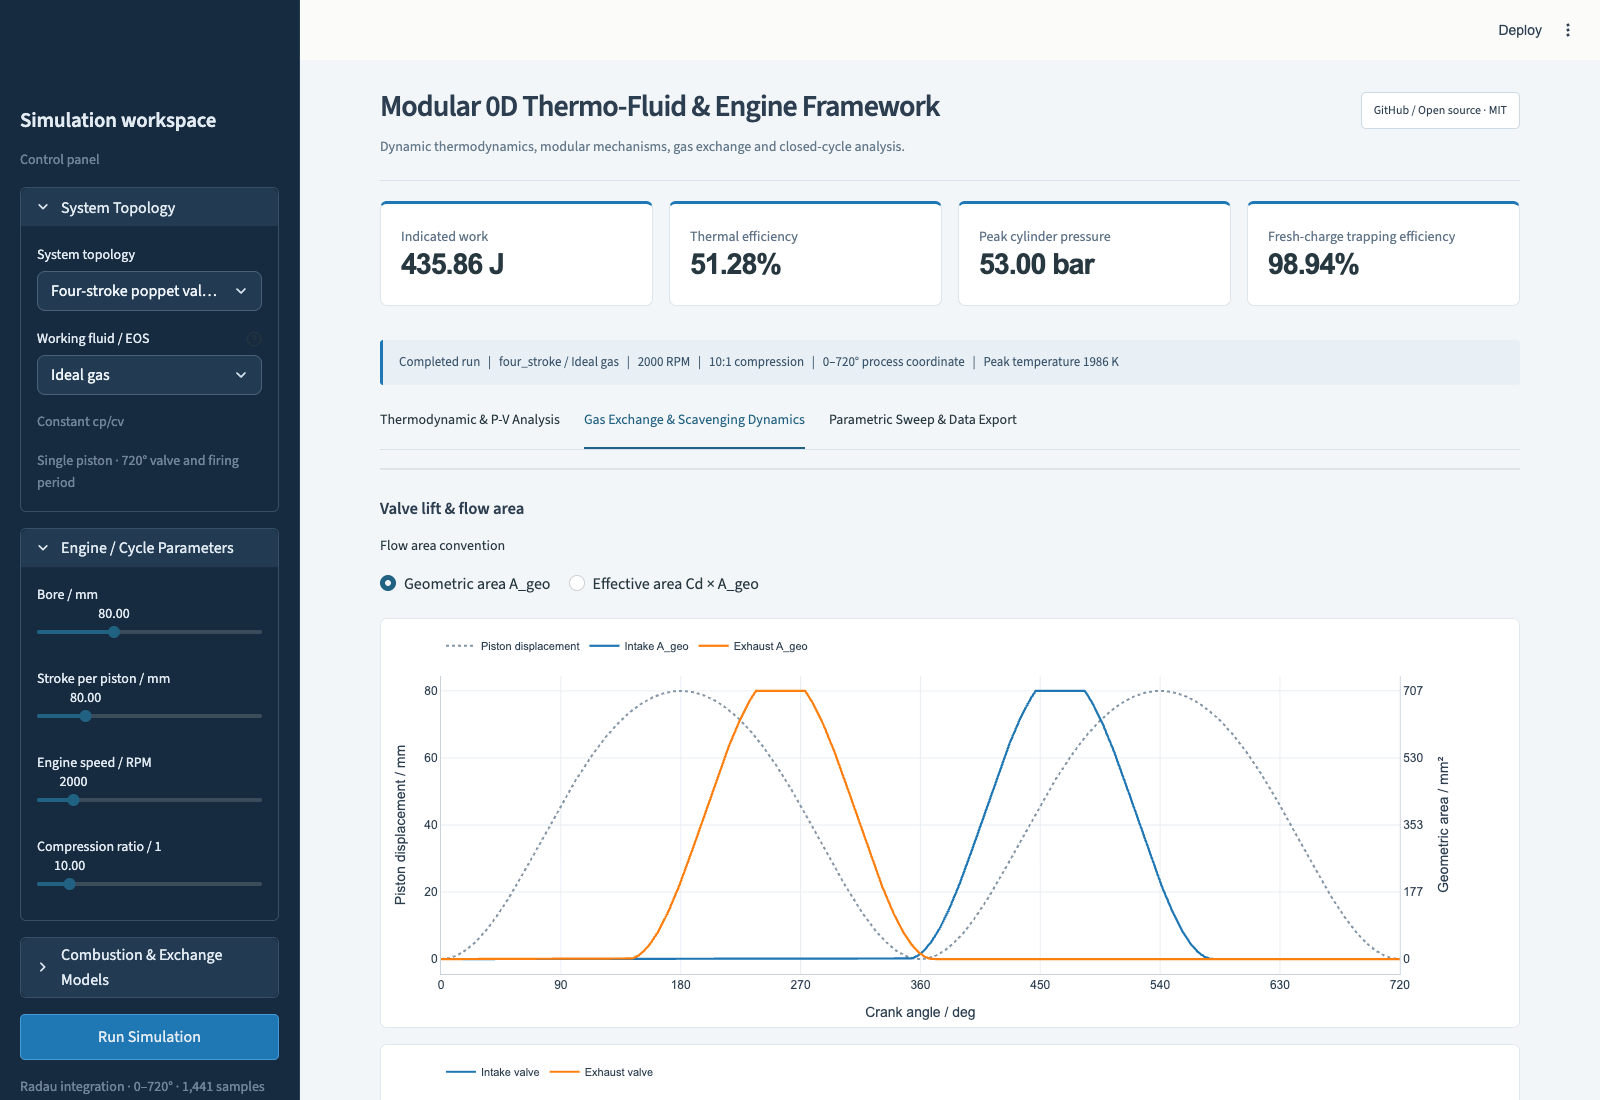 Deploy
Simulation workspace
Control panel
System Topology
System topology
Four-stroke poppet val...
Working fluid / EOS
Ideal gas
Constant cp/cv
Single piston · 720° valve and firing
period
Engine / Cycle Parameters
Bore / mm
80.00
Stroke per piston / mm
80.00
Engine speed / RPM
2000
Compression ratio / 1
10.00
Combustion & Exchange
Models
Run Simulation
Radau integration · 0–720° · 1,441 samples
Modular 0D Thermo-Fluid & Engine Framework
GitHub / Open source · MIT
Dynamic thermodynamics, modular mechanisms, gas exchange and closed-cycle analysis.
Indicated work
435.86 J
Thermal efficiency
51.28%
Peak cylinder pressure
53.00 bar
Fresh-charge trapping efficiency
98.94%
Completed run | four_stroke / Ideal gas | 2000 RPM | 10:1 compression | 0–720° process coordinate | Peak temperature 1986 K
Thermodynamic & P-V Analysis Gas Exchange & Scavenging Dynamics Parametric Sweep & Data Export
Valve lift & flow area
Flow area convention
Geometric area A_geo Effective area Cd × A_geo
Piston displacement Intake A_geo Exhaust A_geo
Piston displacement / mm
80
60
40
20
0
707
530
353
177
0
Geometric area / mm²
0 90 180 270 360 450 540 630 720
Crank angle / deg
Intake valve Exhaust valve